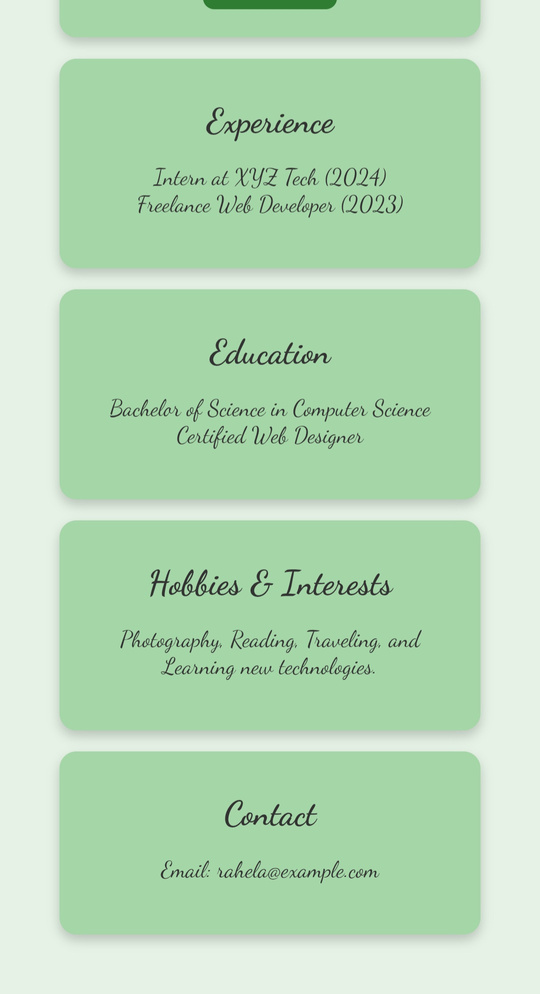 Experience
Intern at XYZ Tech (2024)
Freelance Web Developer (2023)
Education
Bachelor of Science in Computer Science
Certified Web Designer
Hobbies & Interests
Photography, Reading, Traveling, and
Learning new technologies.
Contact
Email: rahela@example.com